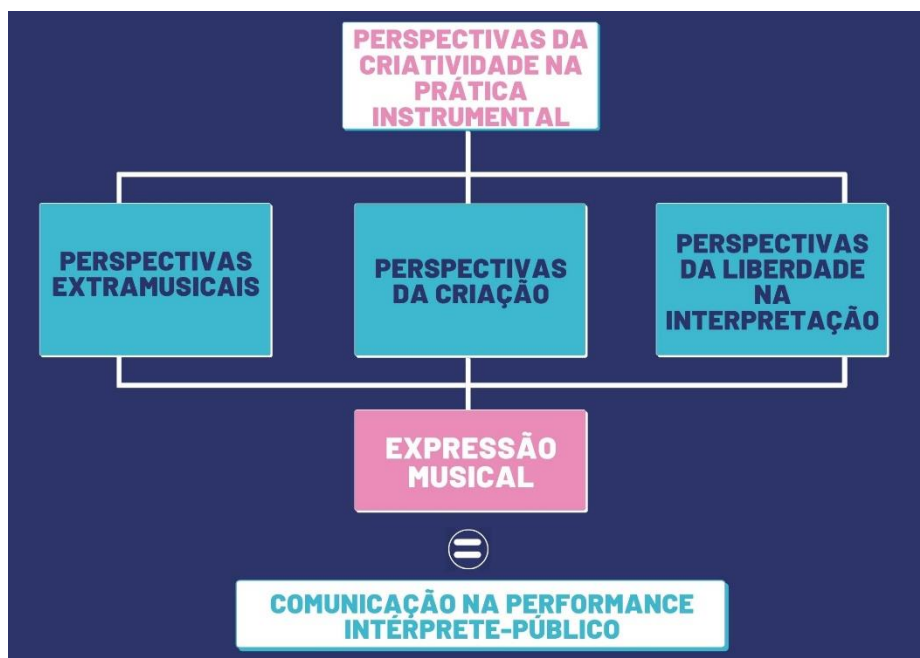 PERSPECTIVAS DA
CRIATIVIDADE NA
PRÁTICA
INSTRUMENTAL
PERSPECTIVAS
EXTRAMUSICAIS
PERSPECTIVAS
DA CRIAÇÃO
PERSPECTIVAS
DA LIBERDADE
NA
INTERPRETAÇÃO
EXPRESSÃO
MUSICAL
=
COMUNICAÇÃO NA PERFORMANCE
INTÉRPRETE-PÚBLICO